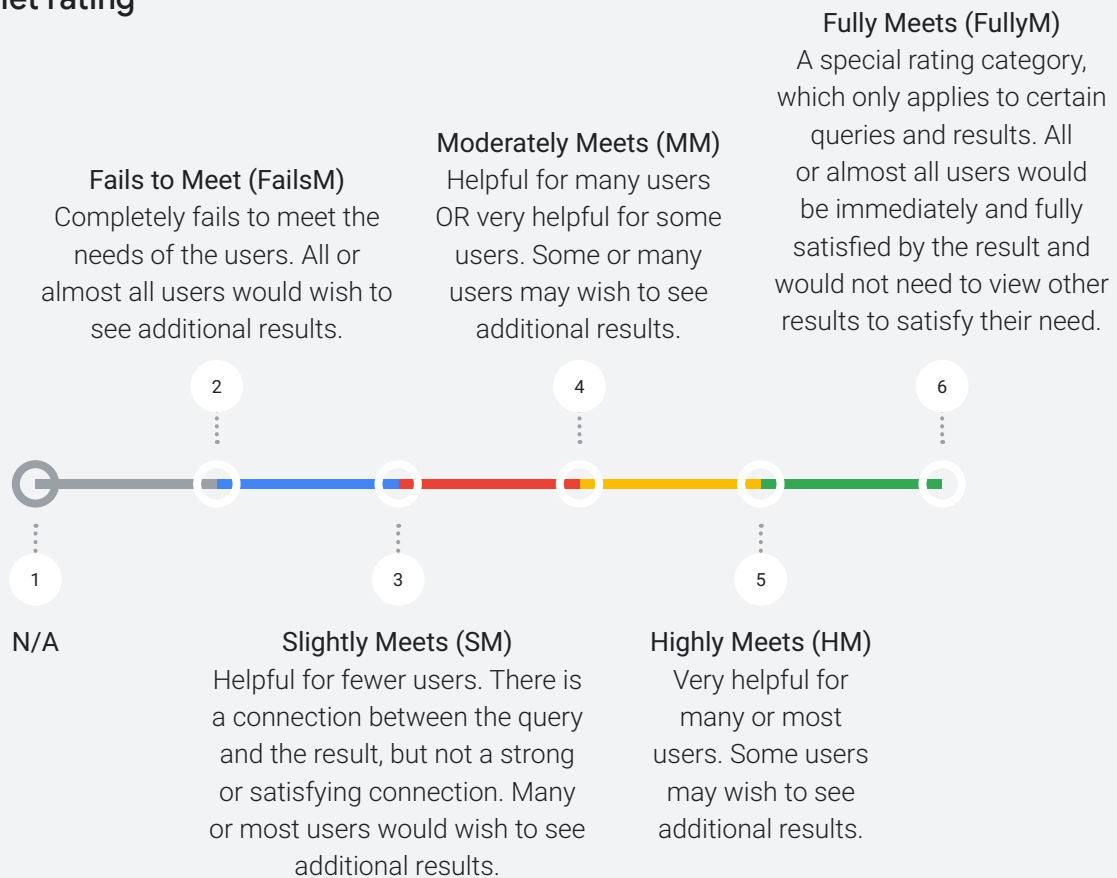 rating
Fully Meets (FullyM)
A special rating category,
which only applies to certain
queries and results. All
or almost all users would
be immediately and fully
satisfied by the result and
would not need to view other
results to satisfy their need.
Moderately Meets (MM)
Helpful for many users
OR very helpful for some
users. Some or many
users may wish to see
additional results.
Fails to Meet (FailsM)
Completely fails to meet the
needs of the users. All or
almost all users would wish to
see additional results.
2
4
6
1
3
5
N/A
Slightly Meets (SM)
Helpful for fewer users. There is
a connection between the query
and the result, but not a strong
or satisfying connection. Many
or most users would wish to see
additional results.
Highly Meets (HM)
Very helpful for
many or most
users. Some users
may wish to see
additional results.